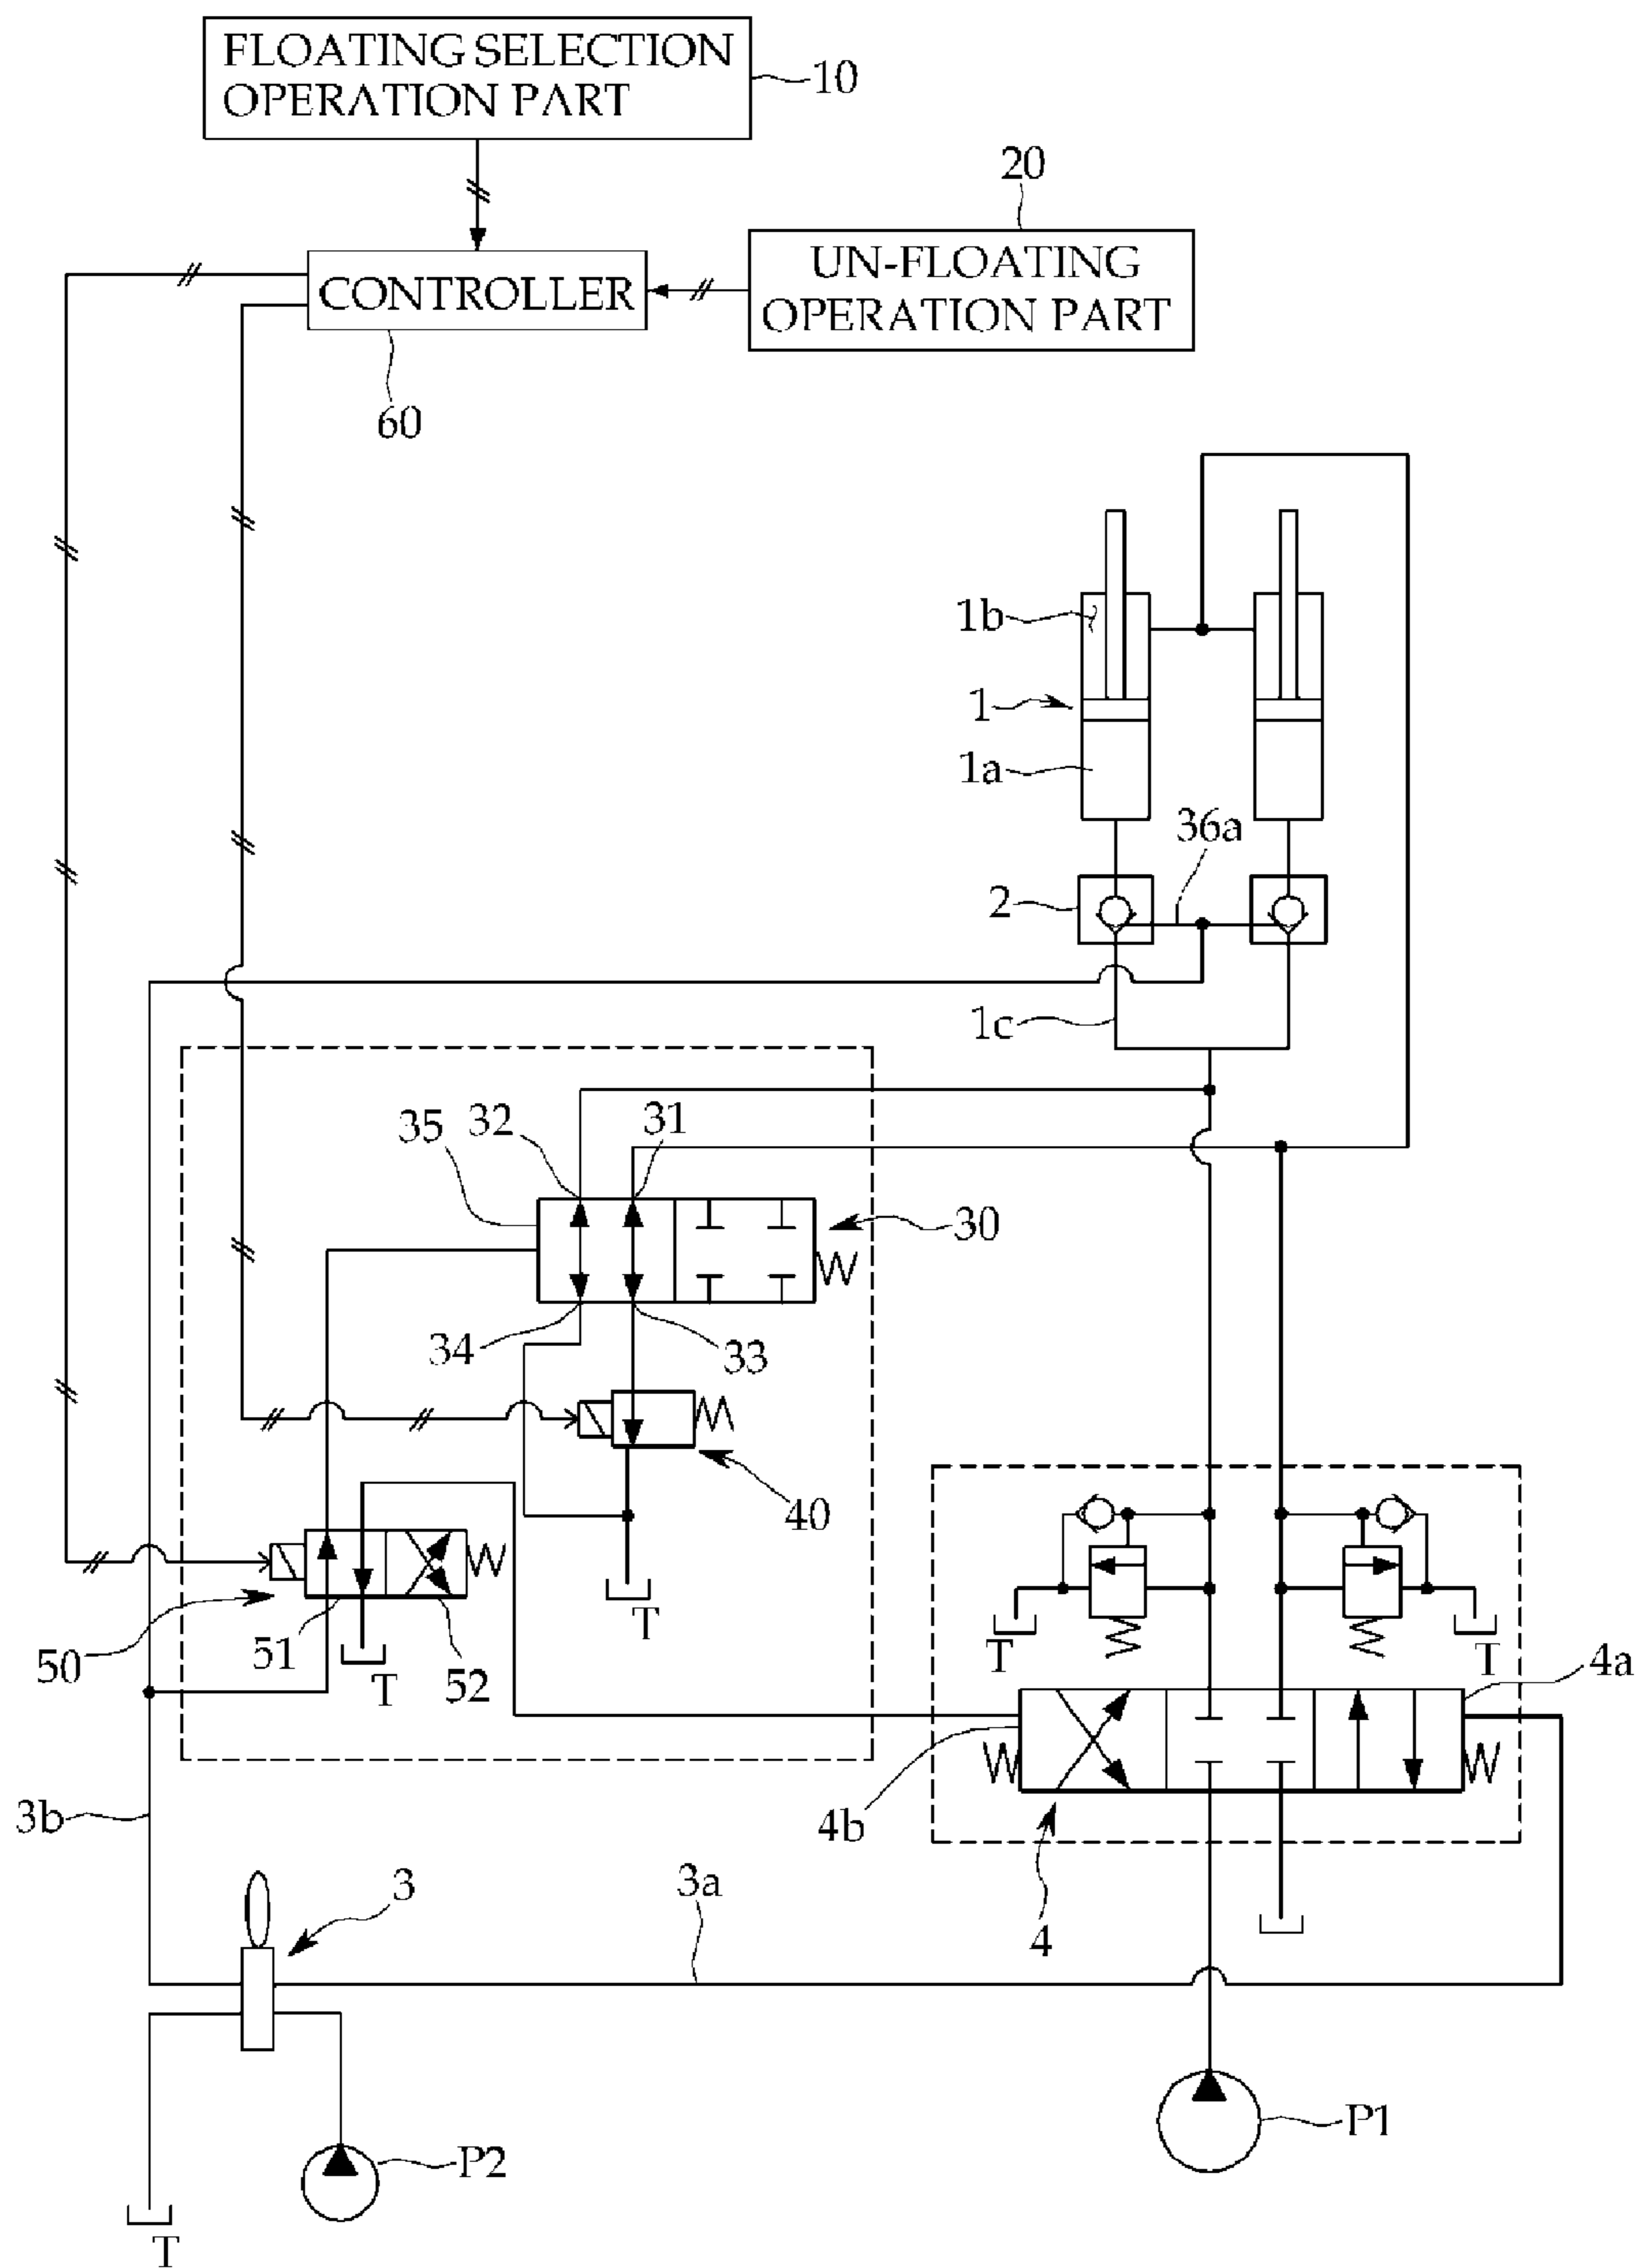 FLOATING SELECTION
OPERATION PART
10
20
UN-FLOATING
OPERATION PART
CONTROLLER
60
1b
1
1a
36a
2
1c
35
32
31
30
34
33
40
50
51
T
52
T
T
T
4a
3b
4b
4
3
3a
P1
P2
T